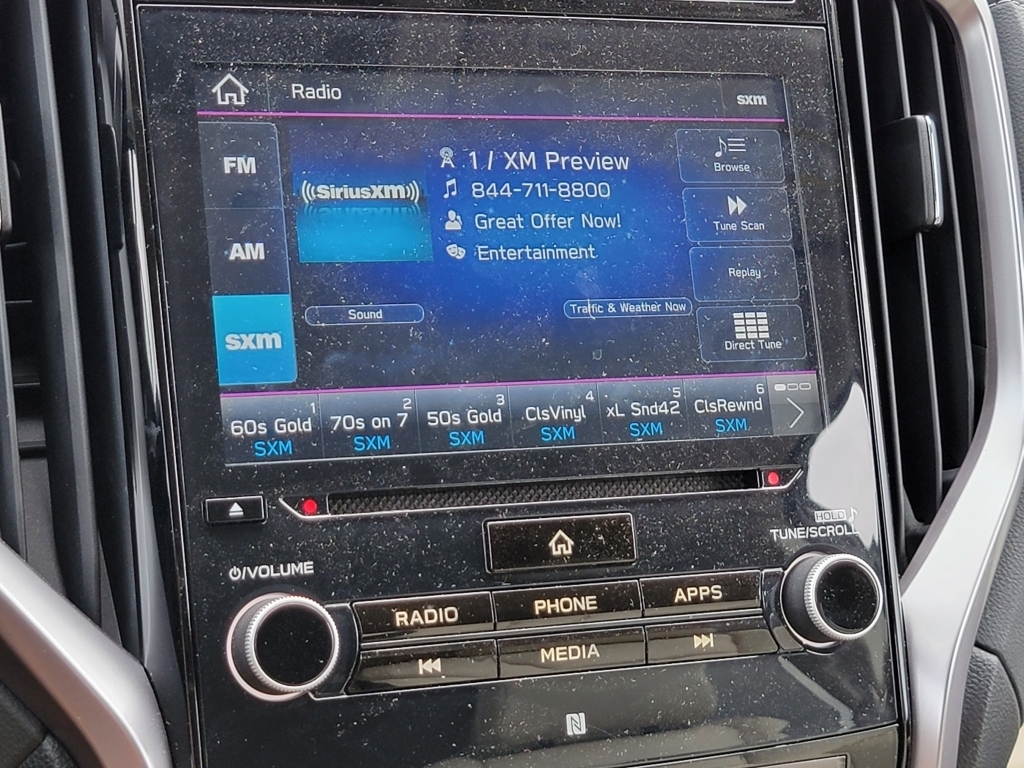 Radio
sxm
FM
AM
sxm
((SiriusXM))
1 / XM Preview
844-711-8800
Great Offer Now!
Entertainment
Sound
Traffic & Weather Now
Browse
Tune Scan
Replay
Direct Tune
1
60s Gold
SXM
2
70s on 7
SXM
3
50s Gold
SXM
4
ClsVinyl
SXM
5
xL Snd42
SXM
6
ClsRewnd
SXM
/VOLUME
HOLD
TUNE/SCROLL
RADIO
PHONE
APPS
MEDIA
N